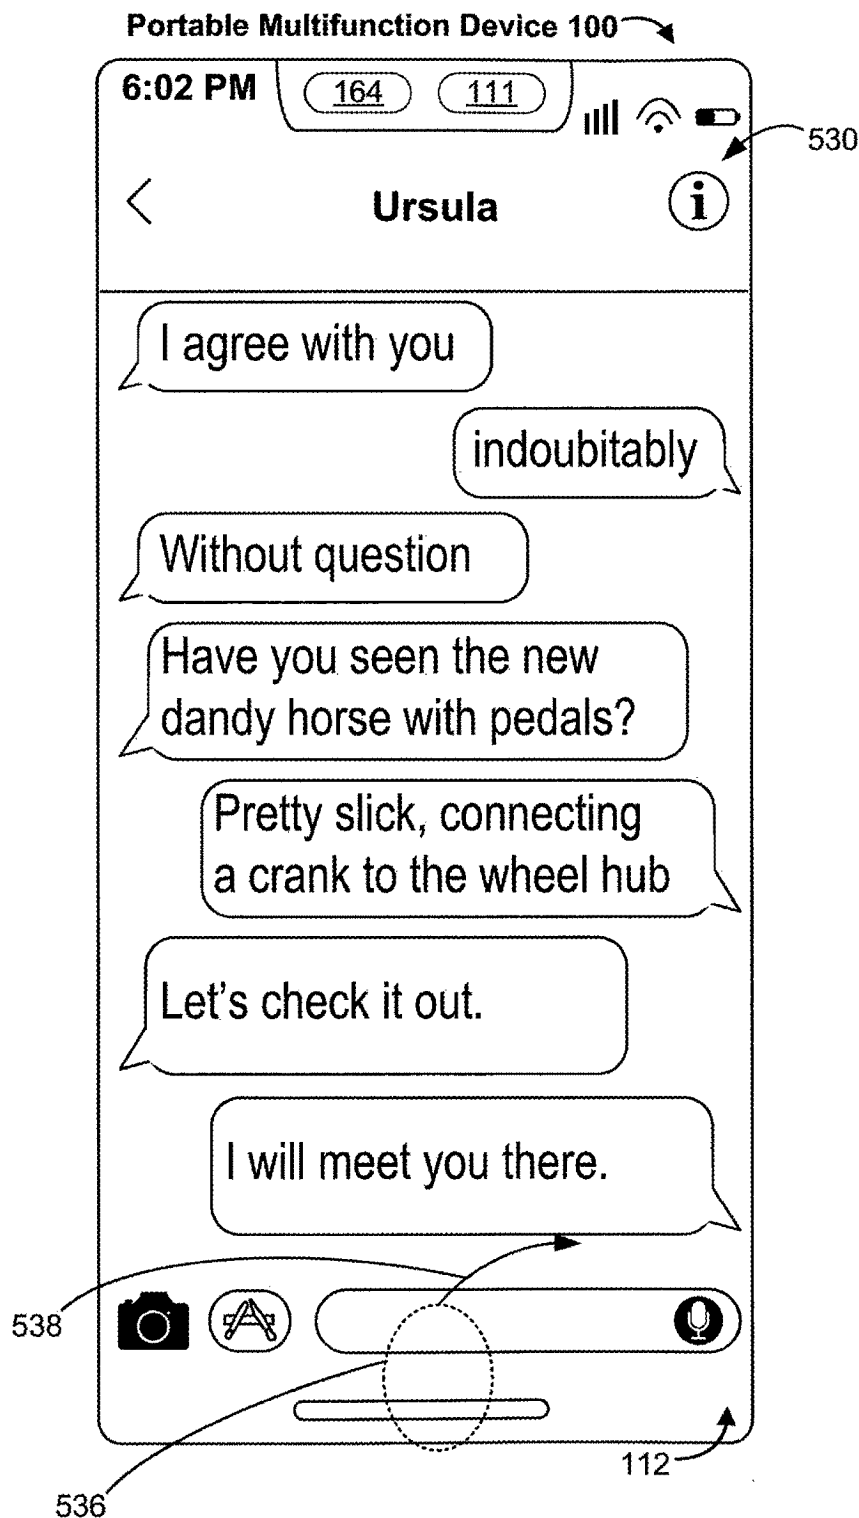 Portable Multifunction Device 100
6:02 PM
164
111
530
Ursula
i
I agree with you
indoubitably
Without question
Have you seen the new
dandy horse with pedals?
Pretty slick, connecting
a crank to the wheel hub
Let's check it out.
I will meet you there.
538
112
536